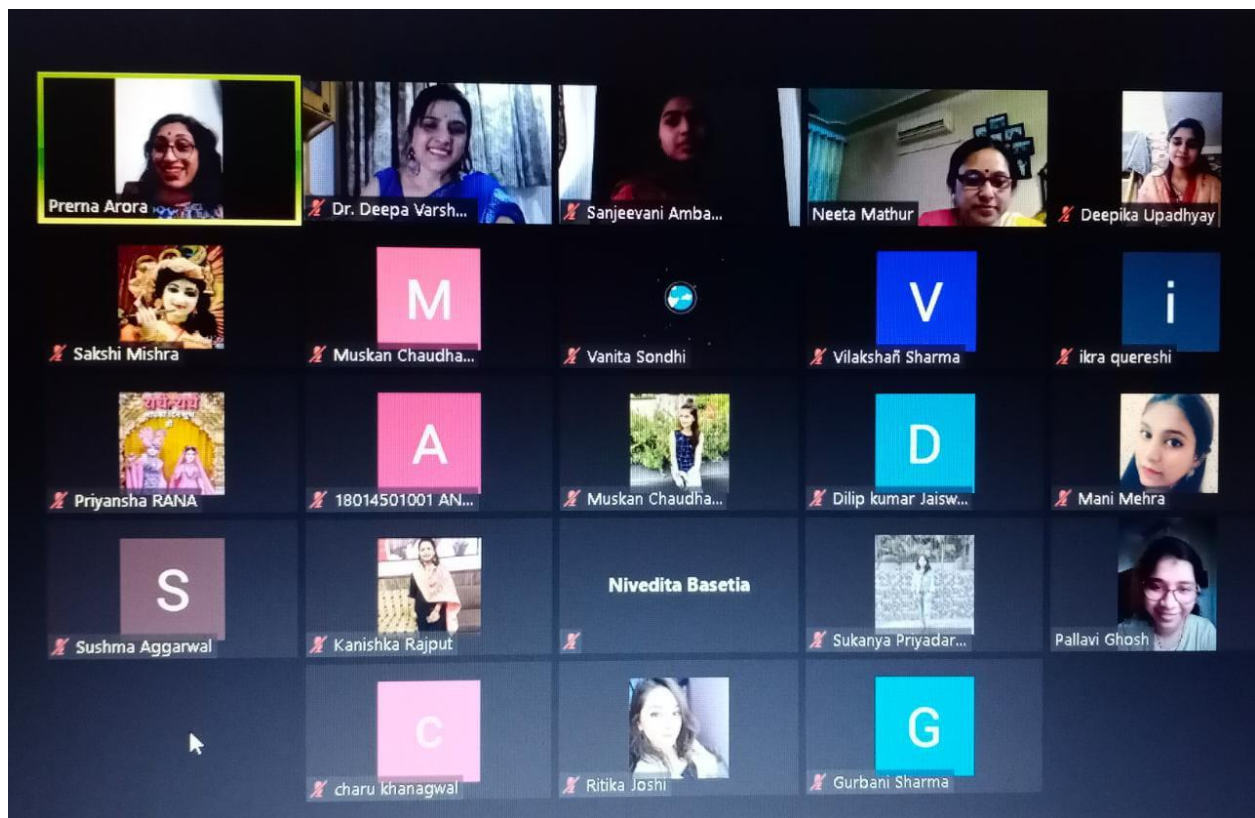 Prerna Arora
Dr. Deepa Varsh...
Sanjeevani Amba...
Neeta Mathur
Deepika Upadhyay
Sakshi Mishra
M
Muskan Chaudha...
Vanita Sondhi
V
Vilakshañ Sharma
i
ikra quereshi
राधे राधे
Priyansha RANA
A
18014501001 AN...
Muskan Chaudha...
D
Dilip kumar Jaisw...
Mani Mehra
S
Sushma Aggarwal
Kanishka Rajput
Nivedita Basetia
Sukanya Priyadar...
Pallavi Ghosh
c
charu khanagwal
Ritika Joshi
G
Gurbani Sharma